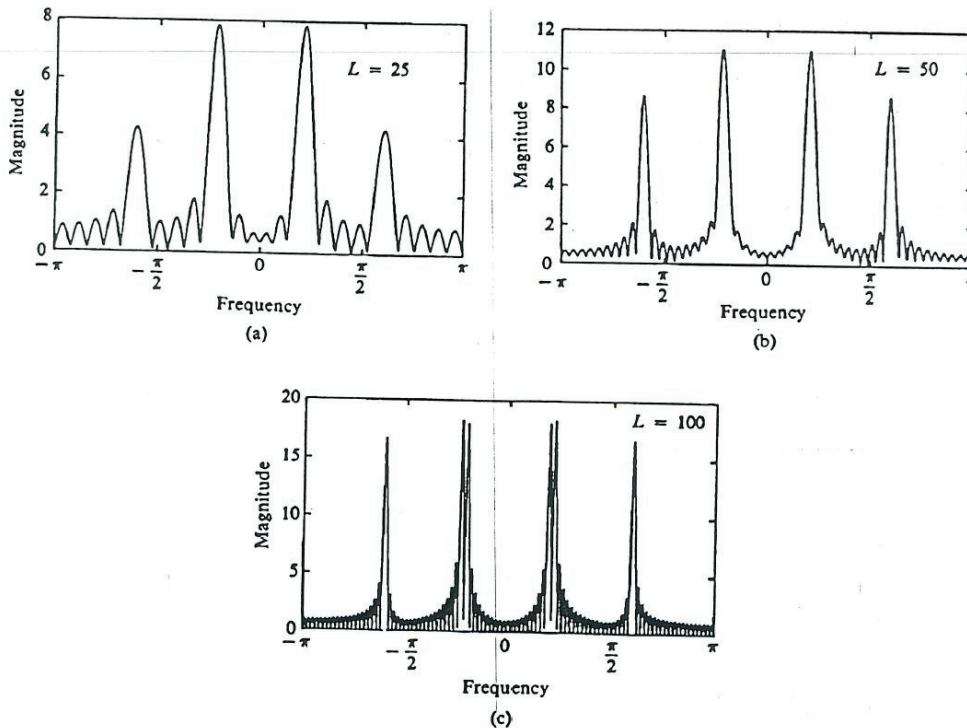 8
6
4
2
0
Magnitude
L = 25
−π
−π/2
0
π/2
π
Frequency
(a)
12
10
8
6
4
2
0
Magnitude
L = 50
−π
−π/2
0
π/2
π
Frequency
(b)
20
15
10
5
0
Magnitude
L = 100
−π
−π/2
0
π/2
π
Frequency
(c)